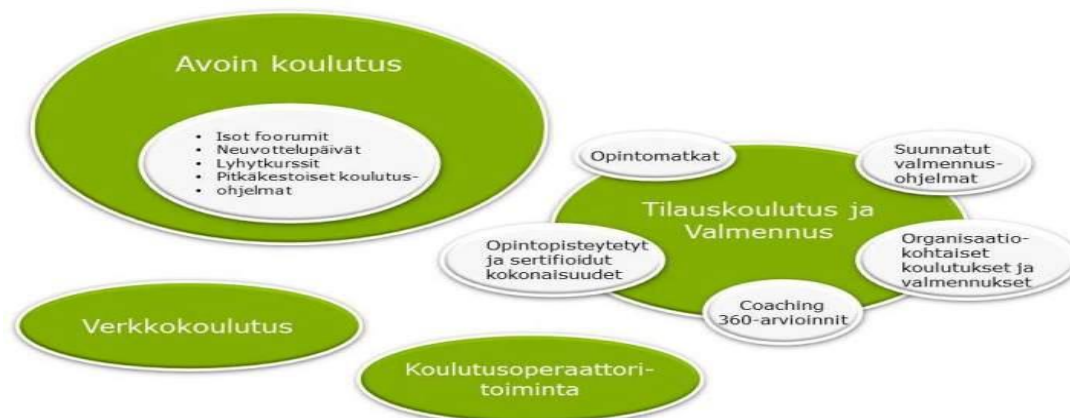 Avoin koulutus
• Isot foorumit
• Neuvottelupäivät
• Lyhytkurssit
• Pitkäkestoiset koulutus-
• ohjelmat
Opintomatkat
Suunnatut
valmennus-
ohjelmat
Tilauskoulutus ja
Valmennus
Opintopisteytetyt
ja sertifioidut
kokonaisuudet
Organisaatio-
kohtaiset
koulutukset ja
valmennukset
Coaching
360-arvioinnit
Verkkokoulutus
Koulutusoperaattori-
toiminta